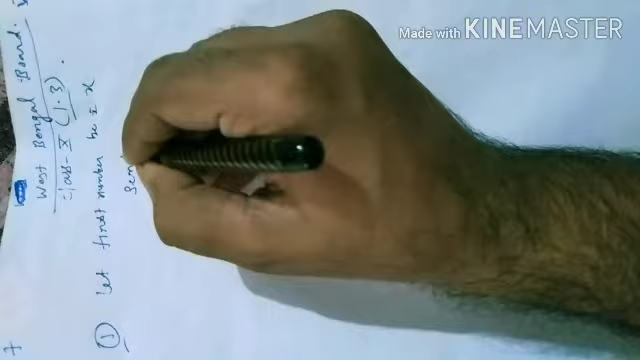 Made with KINEMASTER
West Bengal Board.
Class-X (1.3).
① Let first number be = x